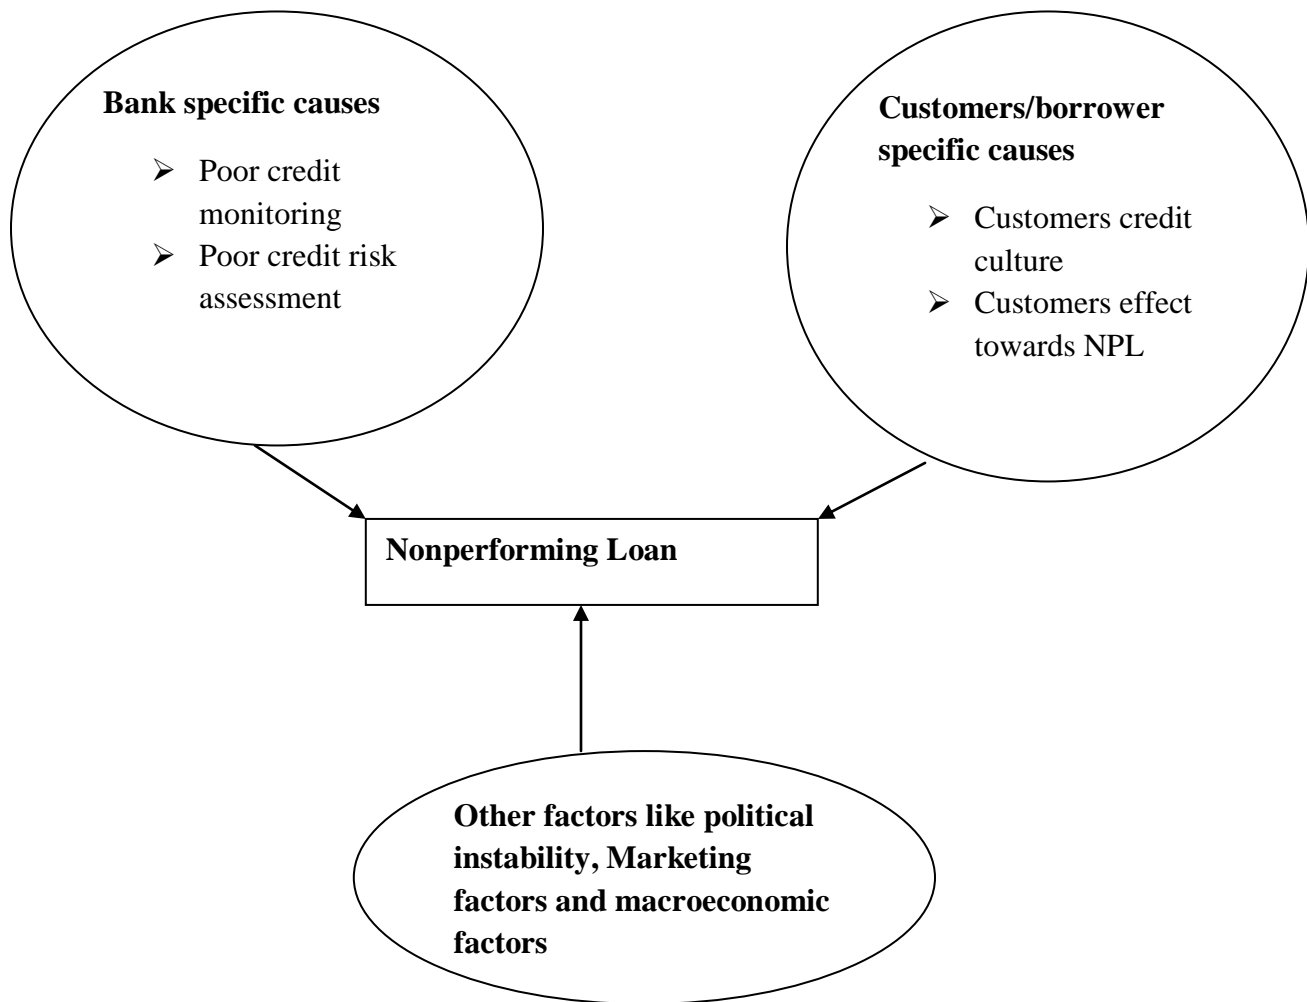 Bank specific causes
➢ Poor credit
monitoring
➢ Poor credit risk
assessment
Customers/borrower
specific causes
➢ Customers credit
culture
➢ Customers effect
towards NPL
Nonperforming Loan
Other factors like political
instability, Marketing
factors and macroeconomic
factors